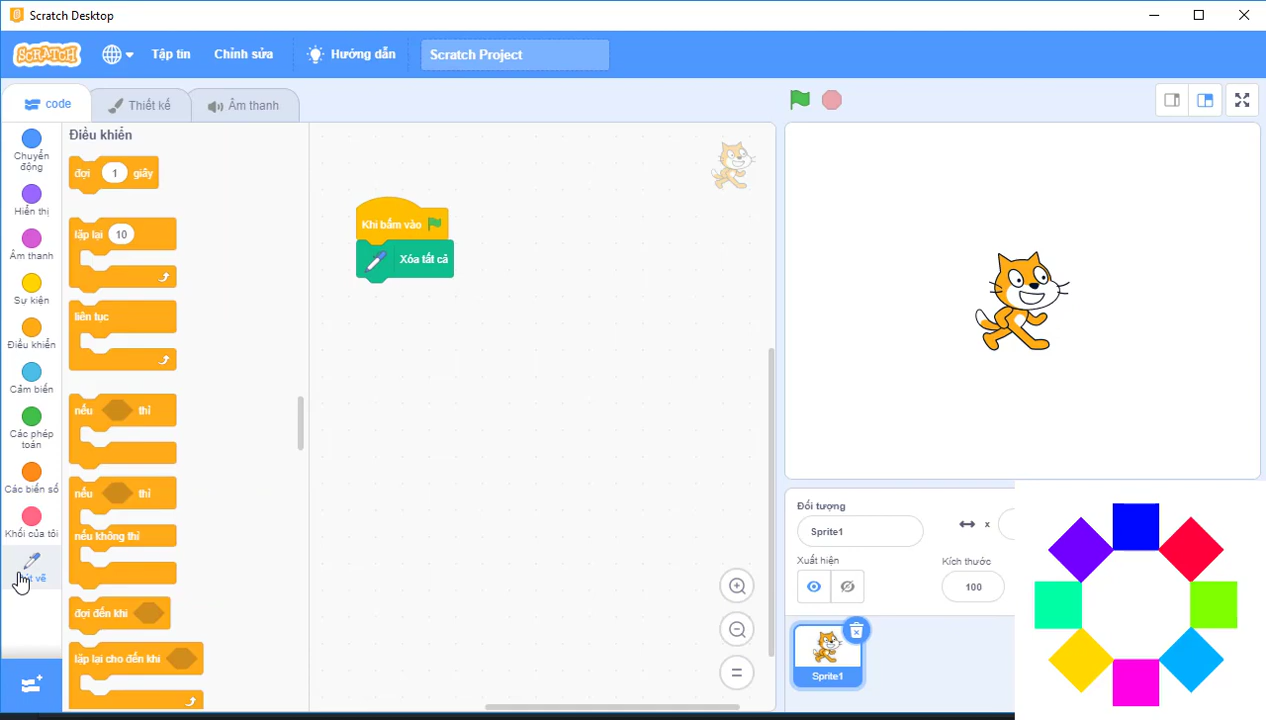 Scratch Desktop
SCRATCH
Tập tin
Chỉnh sửa
Hướng dẫn
Scratch Project
code
Thiết kế
Âm thanh
Chuyển động
Hiển thị
Âm thanh
Sự kiện
Điều khiển
Cảm biến
Các phép toán
Các biến số
Khối của tôi
vẽ
Điều khiển
đợi 1 giây
lặp lại 10
liên tục
nếu thì
nếu thì
nếu không thì
đợi đến khi
lặp lại cho đến khi
Khi bấm vào
Xóa tất cả
Đối tượng
Sprite1
x
Xuất hiện
Kích thước
100
Sprite1